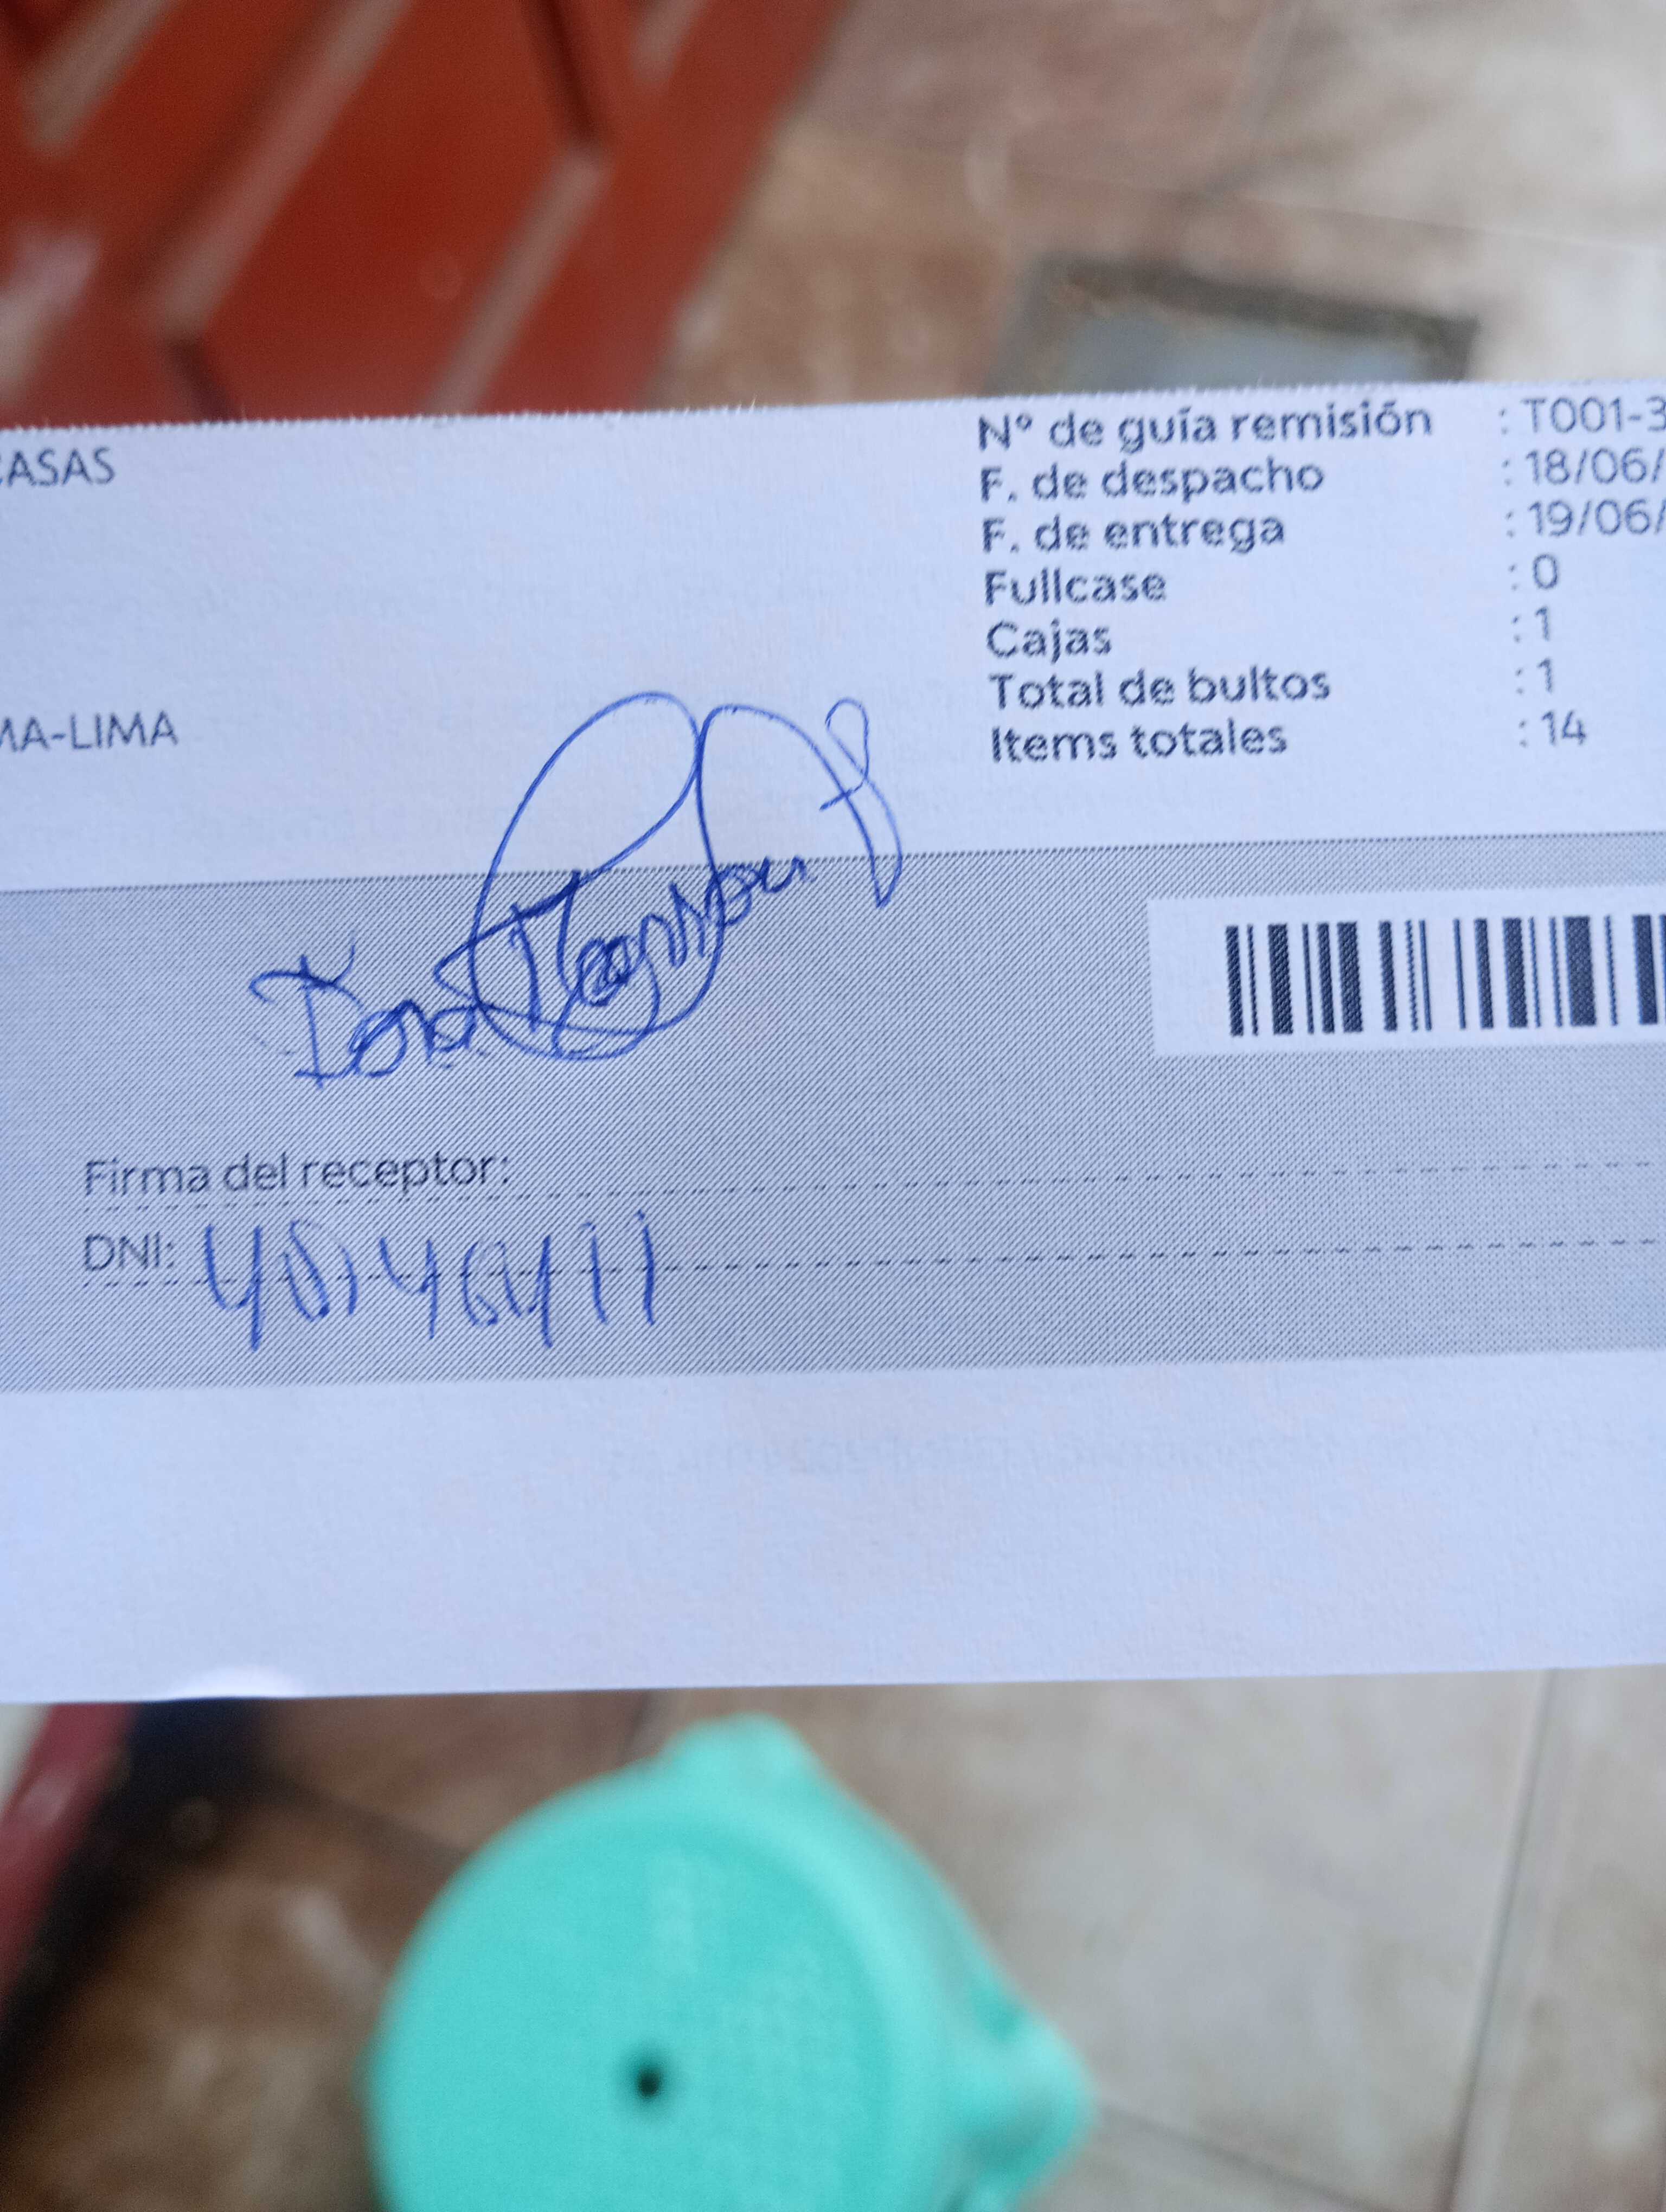 CASAS
MA-LIMA
N° de guía remisión : T001-3
F. de despacho : 18/06/
F. de entrega : 19/06/
Fullcase : 0
Cajas : 1
Total de bultos : 1
Items totales : 14
Firma del receptor:
DNI: